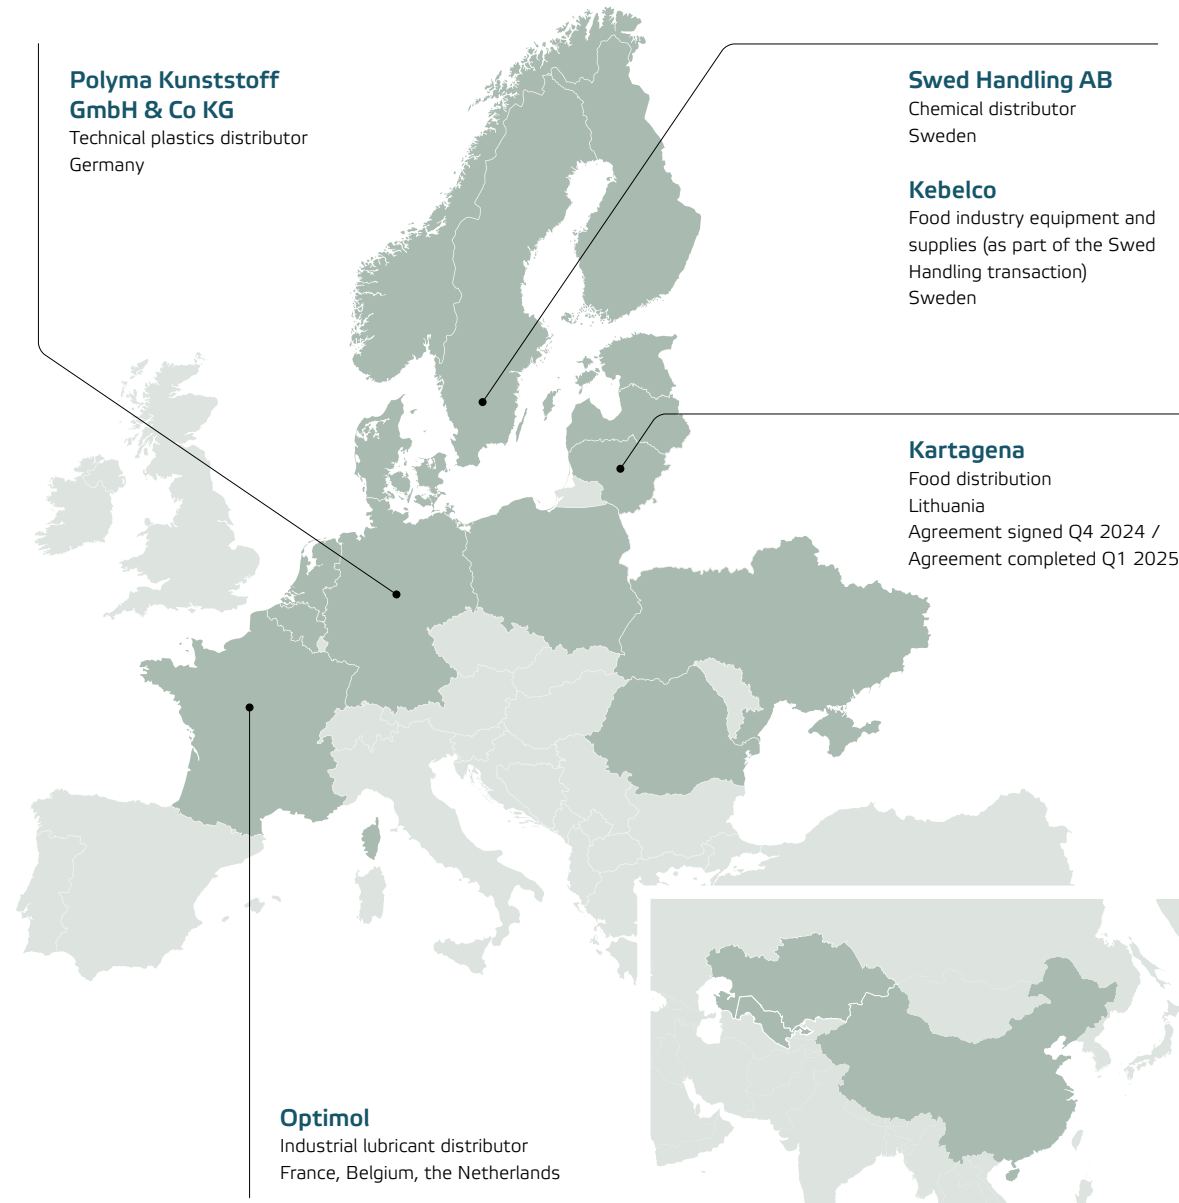 Polyma Kunststoff
GmbH & Co KG
Technical plastics distributor
Germany
Swed Handling AB
Chemical distributor
Sweden
Kebelco
Food industry equipment and
supplies (as part of the Swed
Handling transaction)
Sweden
Kartagena
Food distribution
Lithuania
Agreement signed Q4 2024 /
Agreement completed Q1 2025
Optimol
Industrial lubricant distributor
France, Belgium, the Netherlands